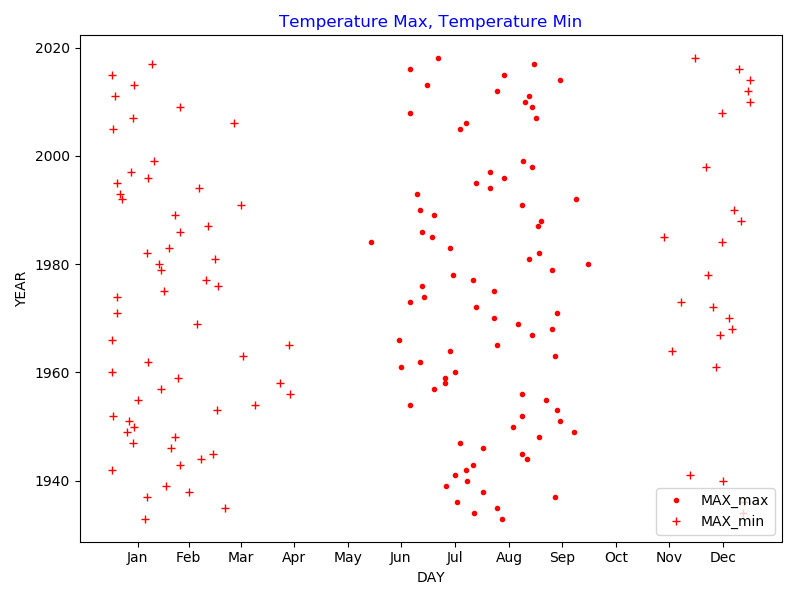 Temperature Max, Temperature Min
2020
2000
1980
1960
1940
YEAR
Jan Feb Mar Apr May Jun Jul Aug Sep Oct Nov Dec
DAY
MAX_max
MAX_min